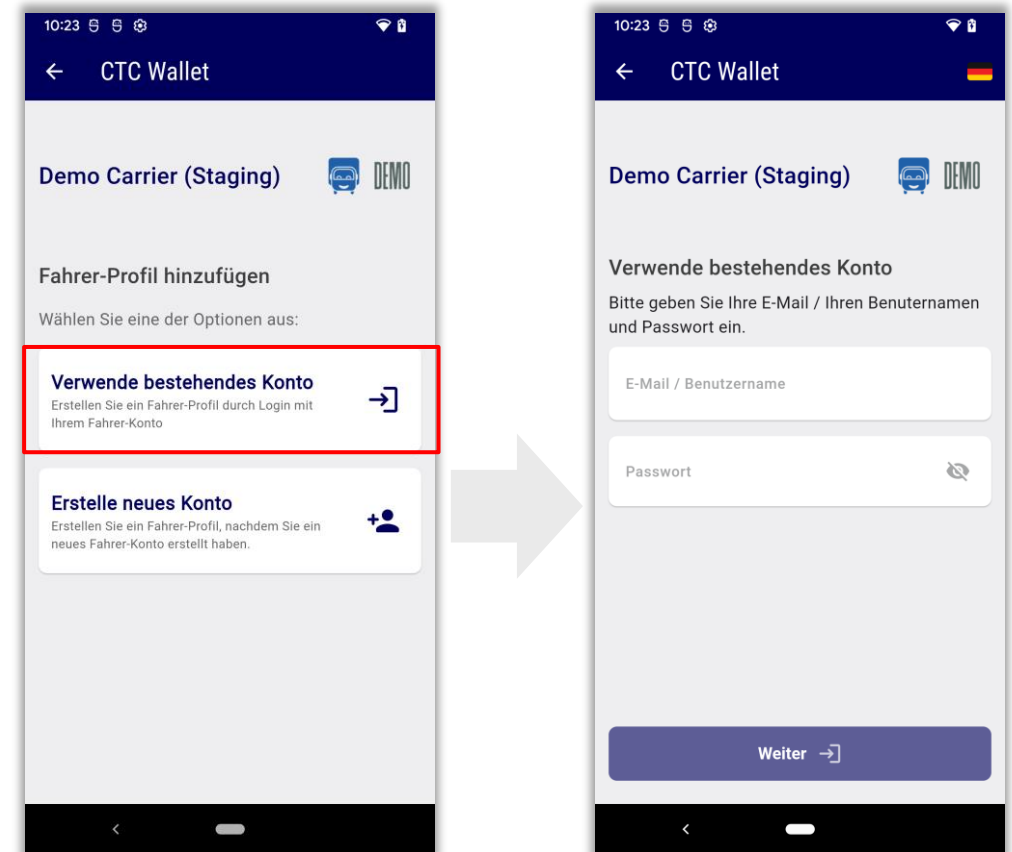 10:23
CTC Wallet
Demo Carrier (Staging)
DEMO
Fahrer-Profil hinzufügen
Wählen Sie eine der Optionen aus:
Verwende bestehendes Konto
Erstellen Sie ein Fahrer-Profil durch Login mit
Ihrem Fahrer-Konto
Erstelle neues Konto
Erstellen Sie ein Fahrer-Profil, nachdem Sie ein
neues Fahrer-Konto erstellt haben.
10:23
CTC Wallet
Demo Carrier (Staging)
DEMO
Verwende bestehendes Konto
Bitte geben Sie Ihre E-Mail / Ihren Benuternamen
und Passwort ein.
E-Mail / Benutzername
Passwort
Weiter